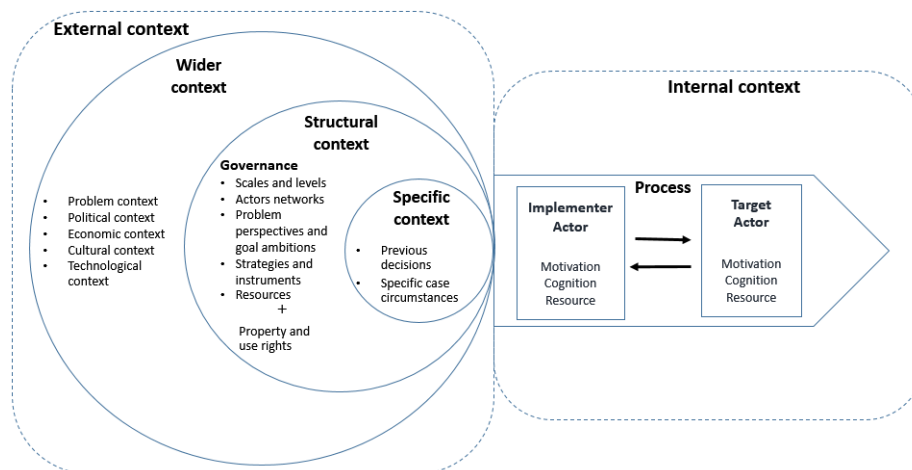 External context
Wider
context
• Problem context
• Political context
• Economic context
• Cultural context
• Technological
context
Structural
context
Governance
• Scales and levels
• Actors networks
• Problem
perspectives and
goal ambitions
• Strategies and
instruments
• Resources
+
Property and
use rights
Specific
context
• Previous
decisions
• Specific case
circumstances
Internal context
Process
Implementer
Actor
Motivation
Cognition
Resource
Target
Actor
Motivation
Cognition
Resource